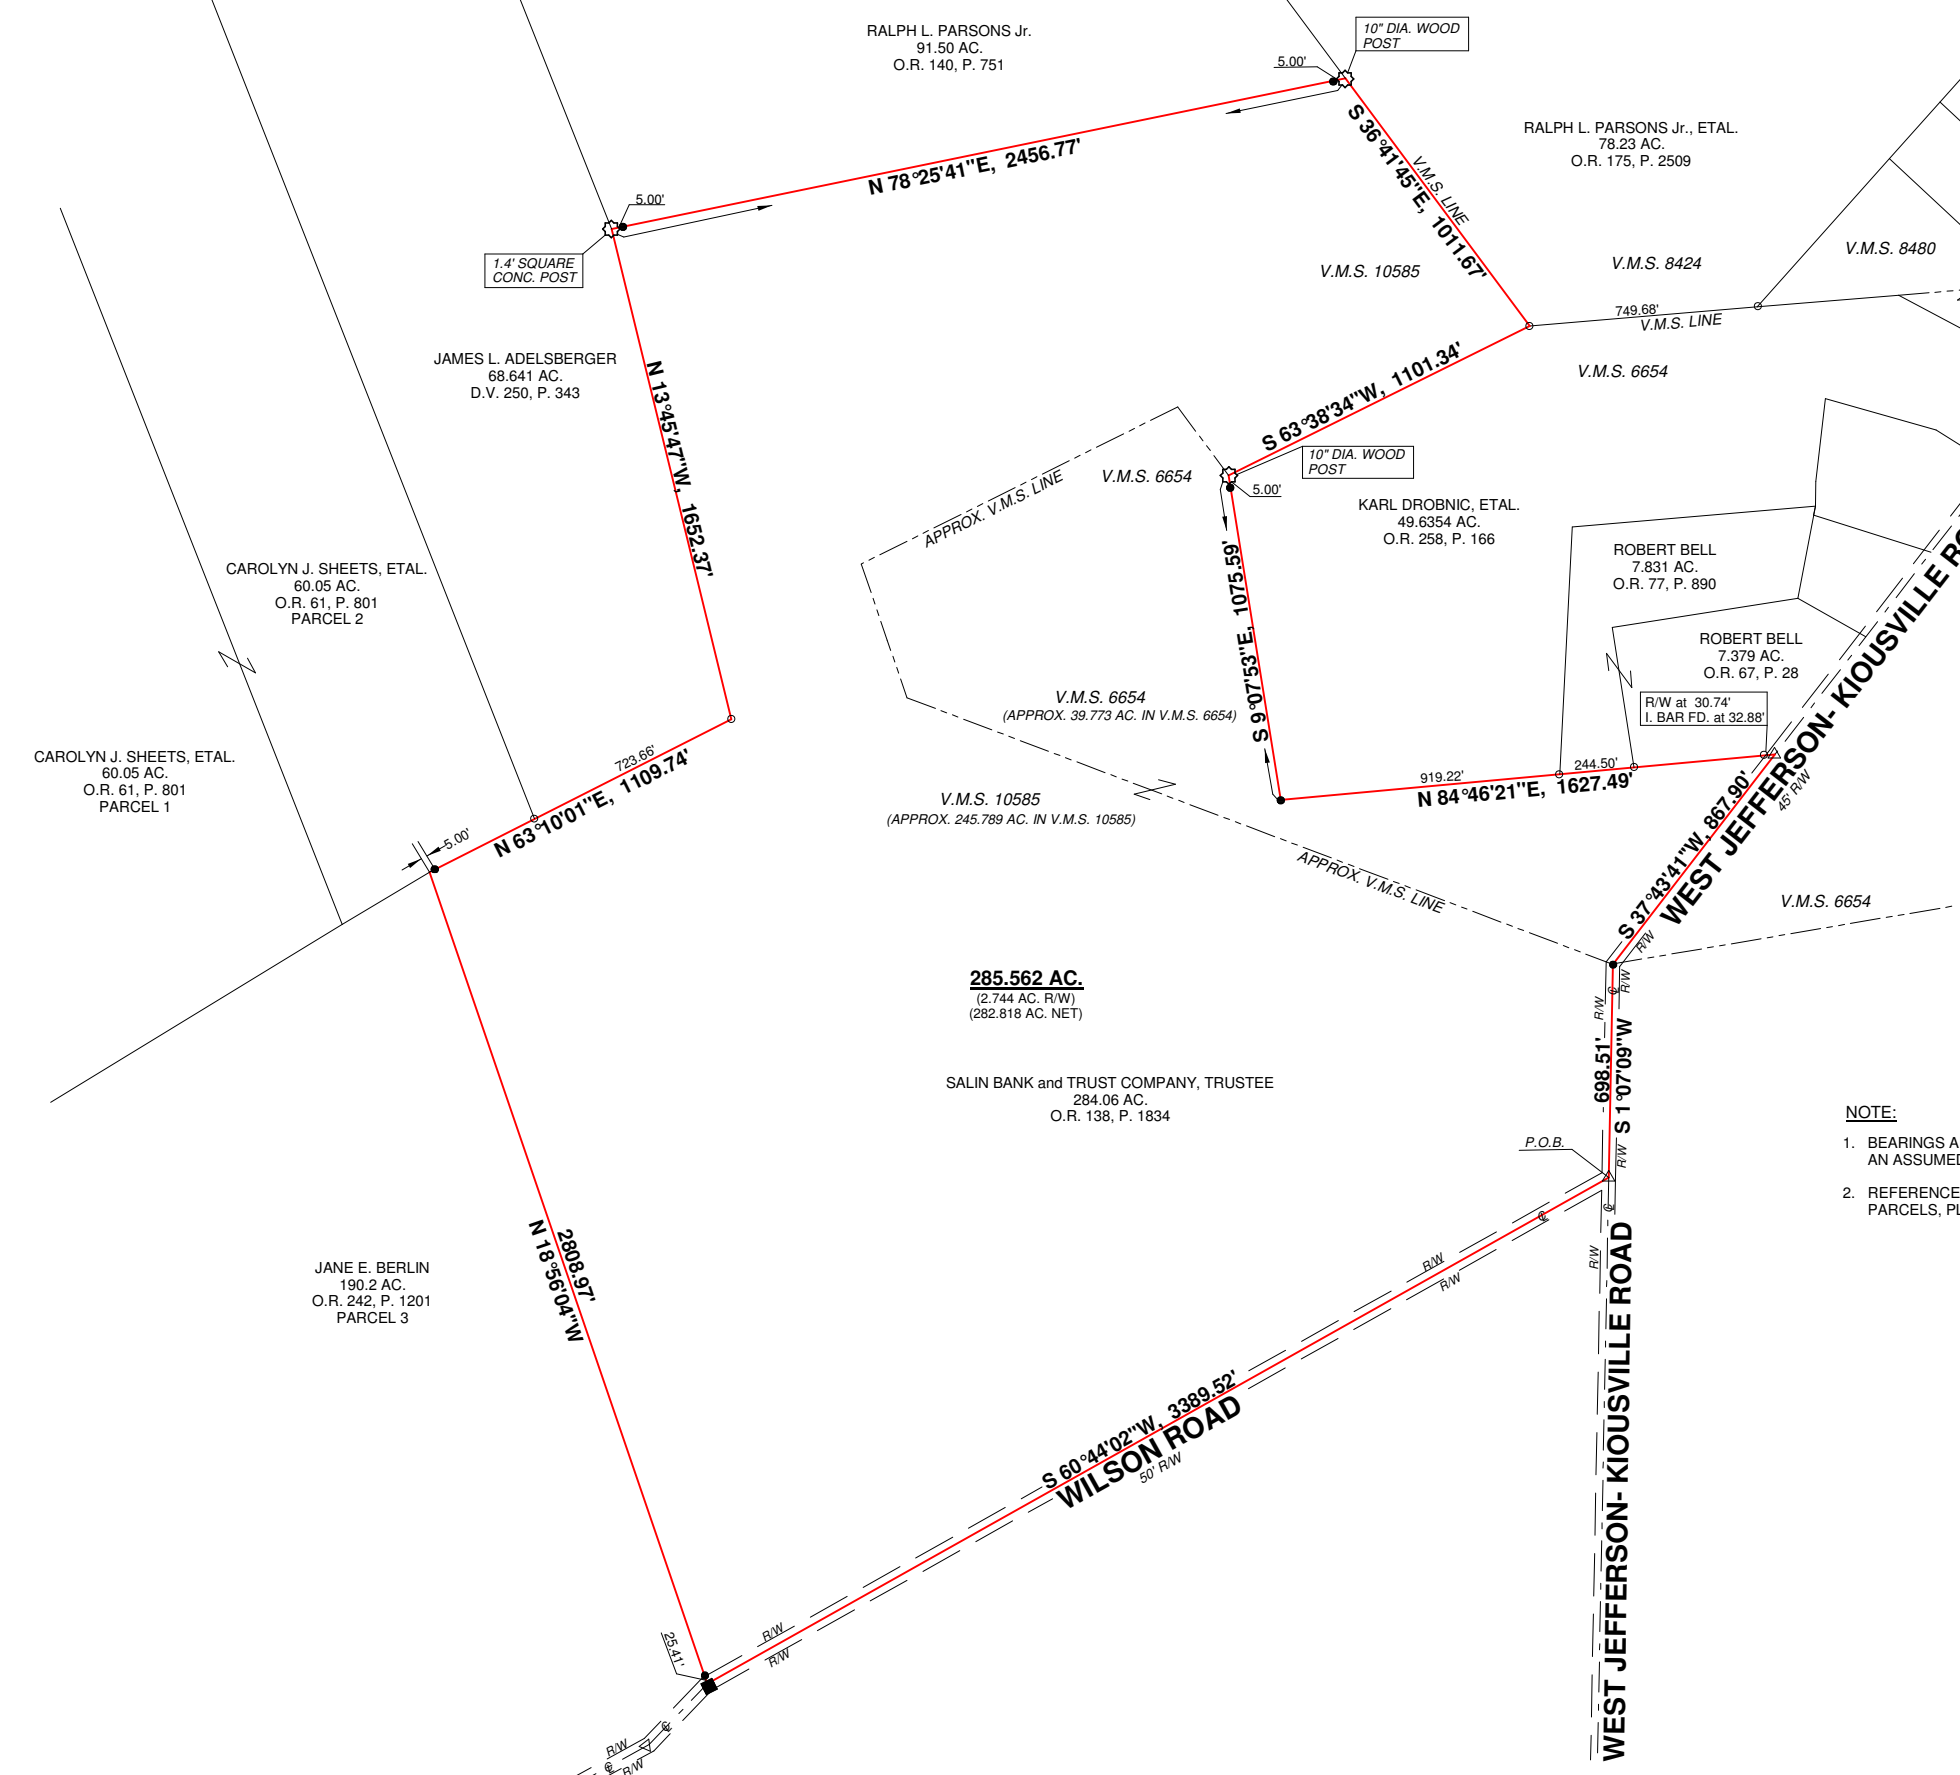 RALPH L. PARSONS Jr.
91.50 AC.
O.R. 140, P. 751
10" DIA. WOOD
POST
5.00'
N 78°25'41"E, 2456.77'
S 36°41'45"E, 1011.67'
V.M.S. LINE
RALPH L. PARSONS Jr., ETAL.
78.23 AC.
O.R. 175, P. 2509
5.00'
1.4' SQUARE
CONC. POST
V.M.S. 10585
V.M.S. 8424
V.M.S. 8480
749.68'
V.M.S. LINE
V.M.S. 6654
JAMES L. ADELSBERGER
68.641 AC.
D.V. 250, P. 343
N 13°45'47"W, 1652.37'
S 63°38'34"W, 1101.34'
10" DIA. WOOD
POST
5.00'
V.M.S. 6654
APPROX. V.M.S. LINE
KARL DROBNIC, ETAL.
49.6354 AC.
O.R. 258, P. 166
ROBERT BELL
7.831 AC.
O.R. 77, P. 890
CAROLYN J. SHEETS, ETAL.
60.05 AC.
O.R. 61, P. 801
PARCEL 2
S 9°07'53"E, 1075.59'
ROBERT BELL
7.379 AC.
O.R. 67, P. 28
R/W at 30.74'
I. BAR FD. at 32.88'
V.M.S. 6654
(APPROX. 39.773 AC. IN V.M.S. 6654)
CAROLYN J. SHEETS, ETAL.
60.05 AC.
O.R. 61, P. 801
PARCEL 1
723.66'
N 63°10'01"E, 1109.74'
5.00'
919.22'
244.50'
N 84°46'21"E, 1627.49'
V.M.S. 10585
(APPROX. 245.789 AC. IN V.M.S. 10585)
APPROX. V.M.S. LINE
S 37°43'41"W, 867.90'
WEST JEFFERSON- KIOUSVILLE RO
45' R/W
R/W
V.M.S. 6654
285.562 AC.
(2.744 AC. R/W)
(282.818 AC. NET)
R/W
R/W
698.51'
S 1°07'09"W
SALIN BANK and TRUST COMPANY, TRUSTEE
284.06 AC.
O.R. 138, P. 1834
NOTE:
1. BEARINGS A
AN ASSUMED
2. REFERENCE
PARCELS, PL
P.O.B.
R/W
R/W
R/W
R/W
JANE E. BERLIN
190.2 AC.
O.R. 242, P. 1201
PARCEL 3
2808.97'
N 18°56'04"W
S 60°44'02"W, 3389.52'
WILSON ROAD
50' R/W
WEST JEFFERSON- KIOUSVILLE ROAD
25.41'
R/W
R/W
R/W
R/W